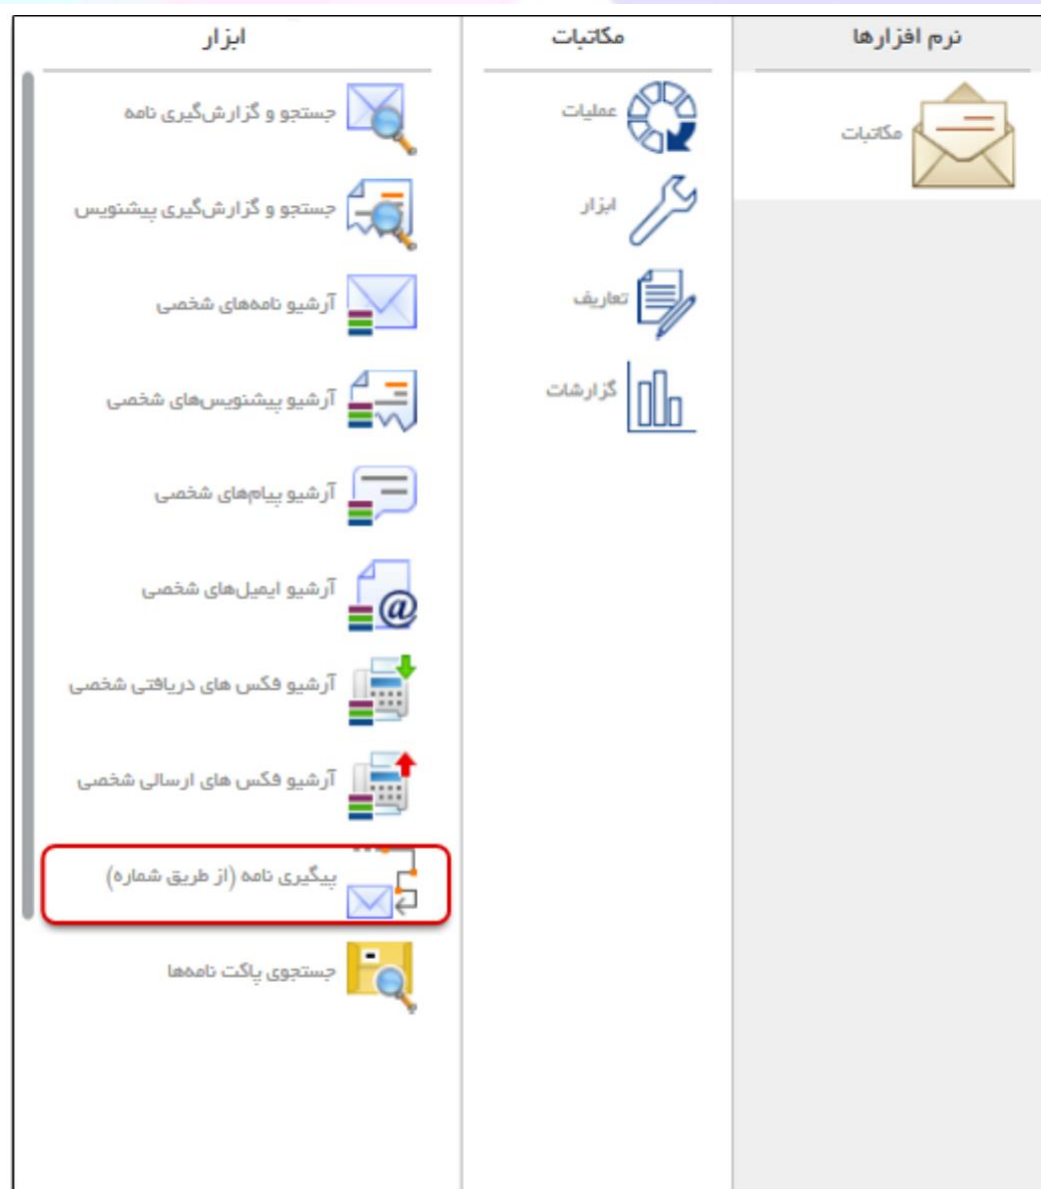 نرم افزارها
مکاتبات
مکاتبات
عملیات
ابزار
تعاریف
گزارشات
ابزار
جستجو و گزارش‌گیری نامه
جستجو و گزارش‌گیری پیشنویس
آرشیو نامه‌های شخصی
آرشیو پیشنویس‌های شخصی
آرشیو پیام‌های شخصی
آرشیو ایمیل‌های شخصی
آرشیو فکس های دریافتی شخصی
آرشیو فکس های ارسالی شخصی
پیگیری نامه (از طریق شماره)
جستجوی پاکت نامه‌ها